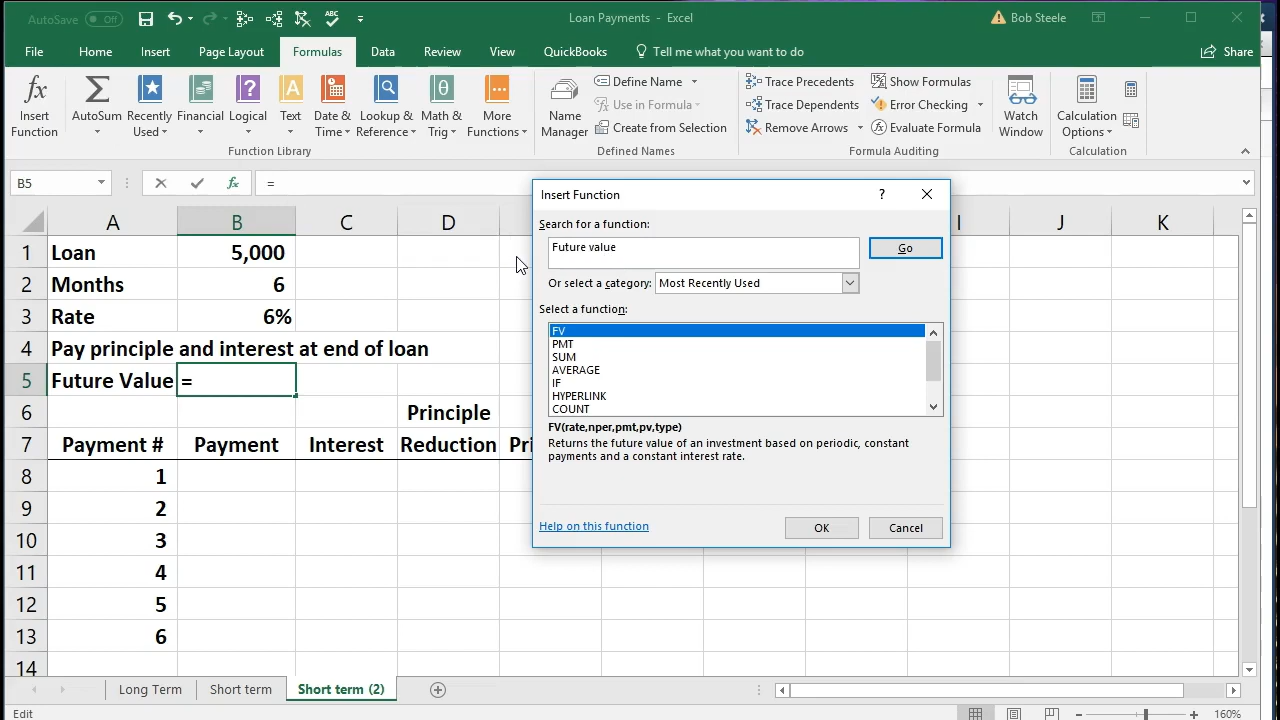 AutoSave Off Loan Payments - Excel Bob Steele
File Home Insert Page Layout Formulas Data Review View QuickBooks Tell me what you want to do Share
Insert Function
AutoSum
Recently Used
Financial
Logical
Text
Date & Time
Lookup & Reference
Math & Trig
More Functions
Function Library
Name Manager
Define Name
Use in Formula
Create from Selection
Defined Names
Trace Precedents
Trace Dependents
Remove Arrows
Show Formulas
Error Checking
Evaluate Formula
Formula Auditing
Watch Window
Calculation Options
Calculation
B5 fx =
A B C D I J K
1 Loan 5,000
2 Months 6
3 Rate 6%
4 Pay principle and interest at end of loan
5 Future Value =
6 Principle
7 Payment # Payment Interest Reduction Pri
8 1
9 2
10 3
11 4
12 5
13 6
14
Insert Function ?
Search for a function:
Future value
Go
Or select a category: Most Recently Used
Select a function:
FV
PMT
SUM
AVERAGE
IF
HYPERLINK
COUNT
FV(rate,nper,pmt,pv,type)
Returns the future value of an investment based on periodic, constant
payments and a constant interest rate.
Help on this function OK Cancel
Long Term Short term Short term (2)
Edit 160%